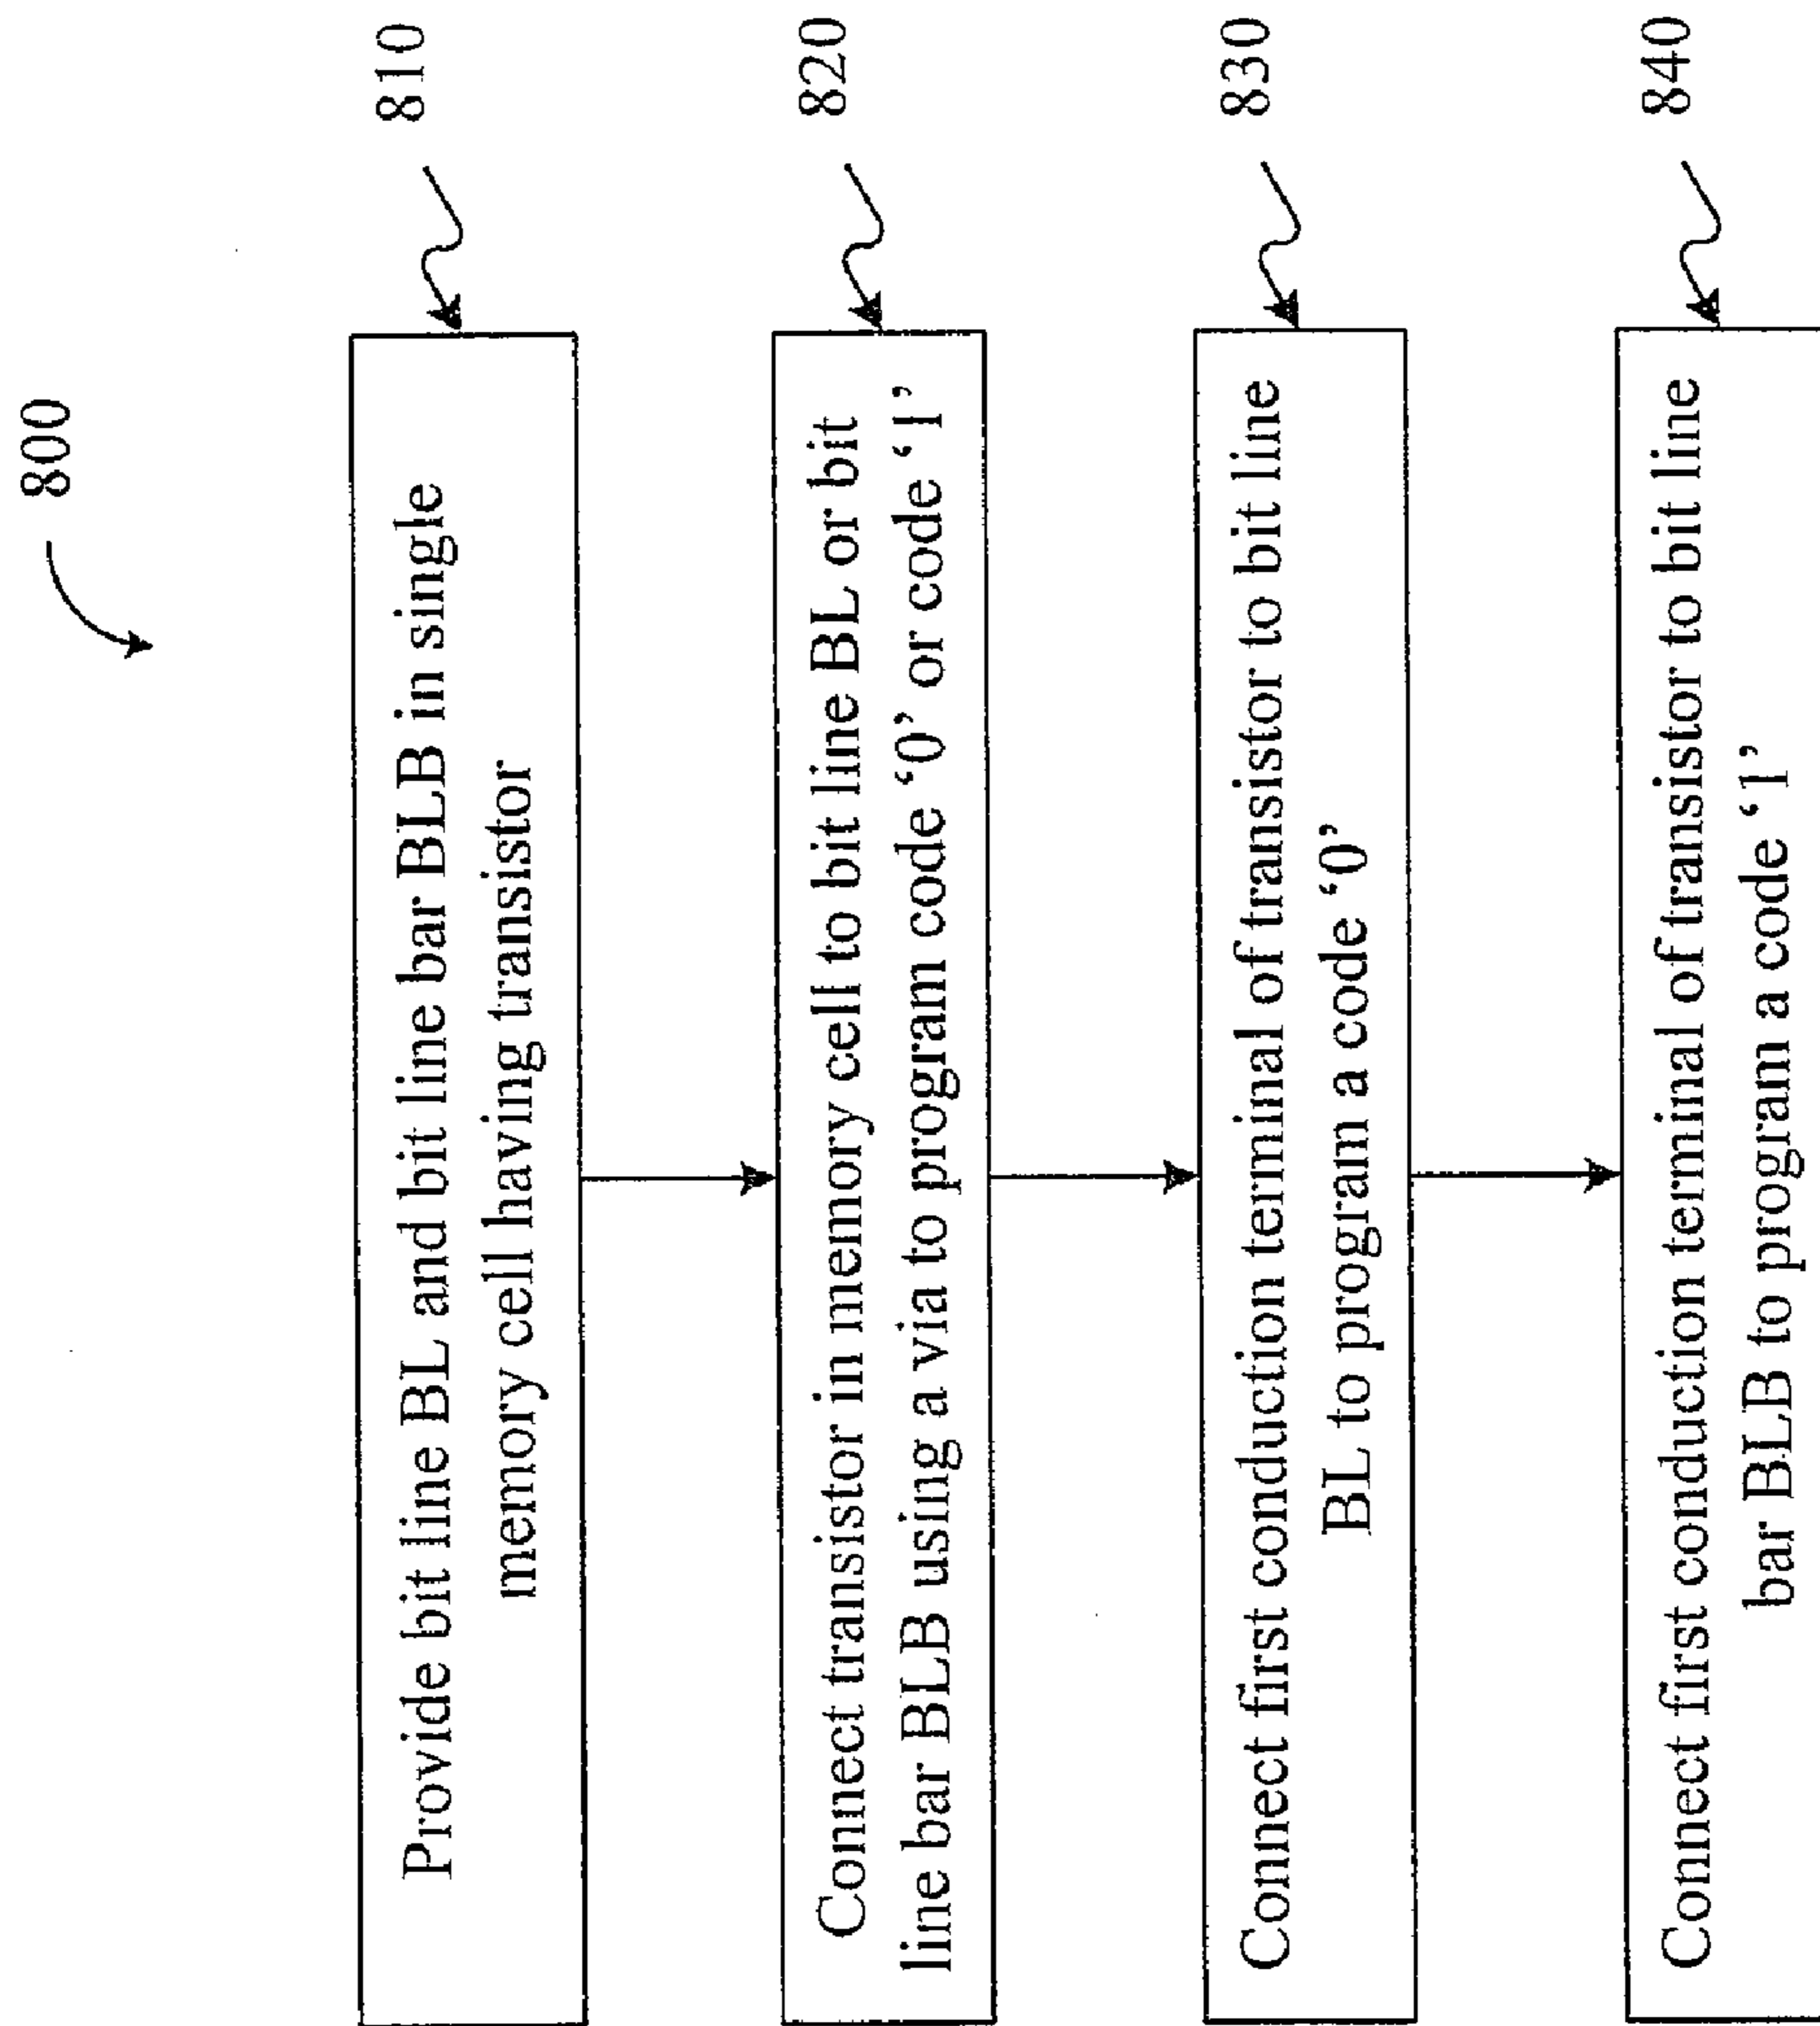 800
810
Provide bit line BL and bit line bar BLB in single
memory cell having transistor
820
Connect transistor in memory cell to bit line BL or bit
line bar BLB using a via to program code ‘0’ or code ‘1’
830
Connect first conduction terminal of transistor to bit line
BL to program a code ‘0’
840
Connect first conduction terminal of transistor to bit line
bar BLB to program a code ‘1’